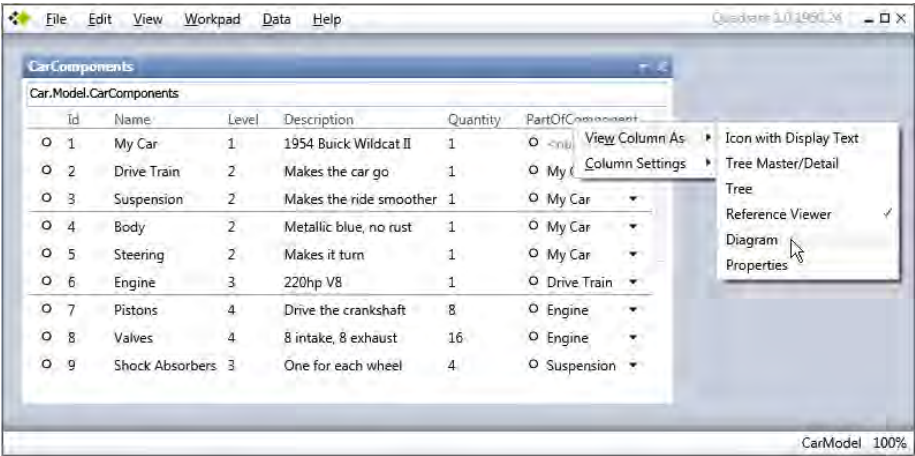 File Edit View Workpad Data Help
CarComponents
Car.Model.CarComponents
Id Name Level Description Quantity PartOfComponent
1 My Car 1 1954 Buick Wildcat II 1
2 Drive Train 2 Makes the car go 1 My
3 Suspension 2 Makes the ride smoother 1 My Car
4 Body 2 Metallic blue, no rust 1 My Car
5 Steering 2 Makes it turn 1 My Car
6 Engine 3 220hp V8 1 Drive Train
7 Pistons 4 Drive the crankshaft 8 Engine
8 Valves 4 8 intake, 8 exhaust 16 Engine
9 Shock Absorbers 3 One for each wheel 4 Suspension
View Column As
Column Settings
Icon with Display Text
Tree Master/Detail
Tree
Reference Viewer
Diagram
Properties
CarModel 100%